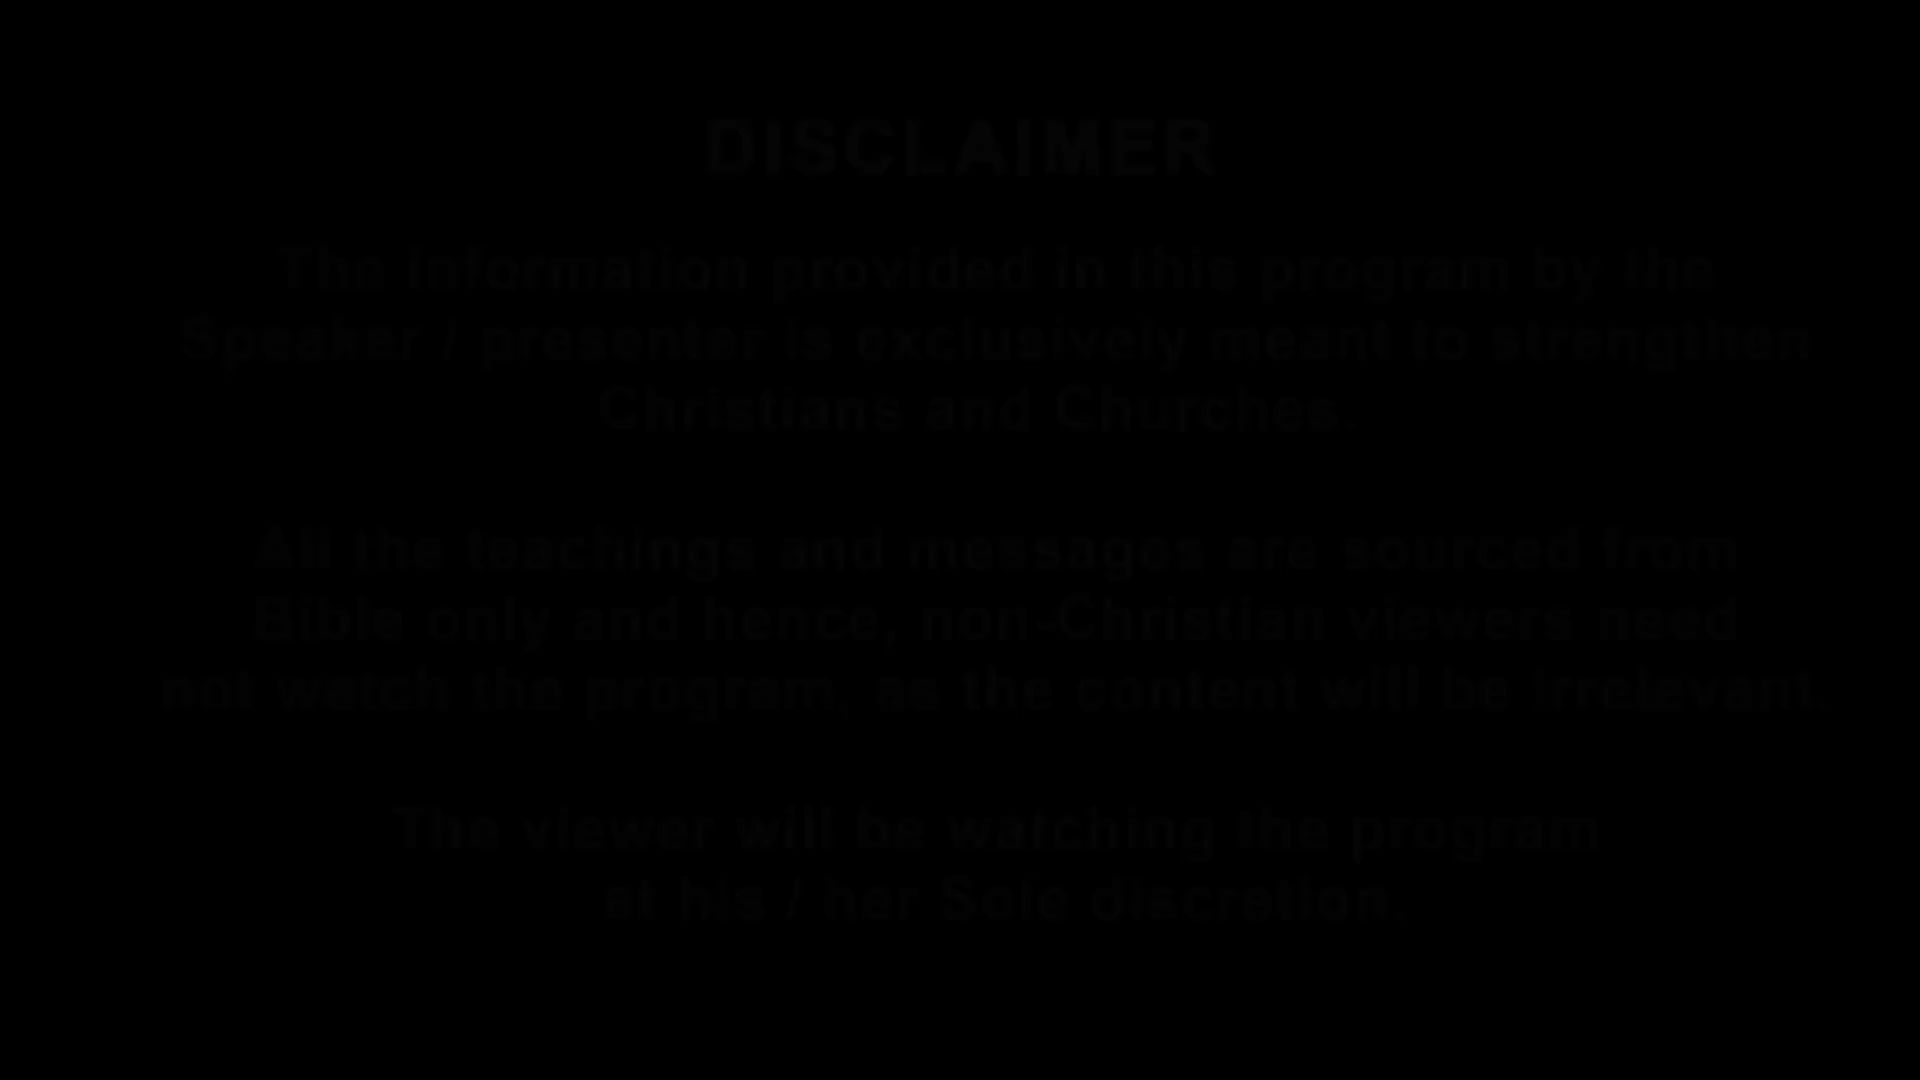 DISCLAIMER
The Information provided in this program by the
Speaker / presenter is exclusively meant to strengthen
Christians and Churches.
All the teachings and messages are sourced from
Bible only and hence, non-Christian viewers need
not watch the program, as the content will be irrelevant.
The viewer will be watching the program
at his / her Sole discretion.